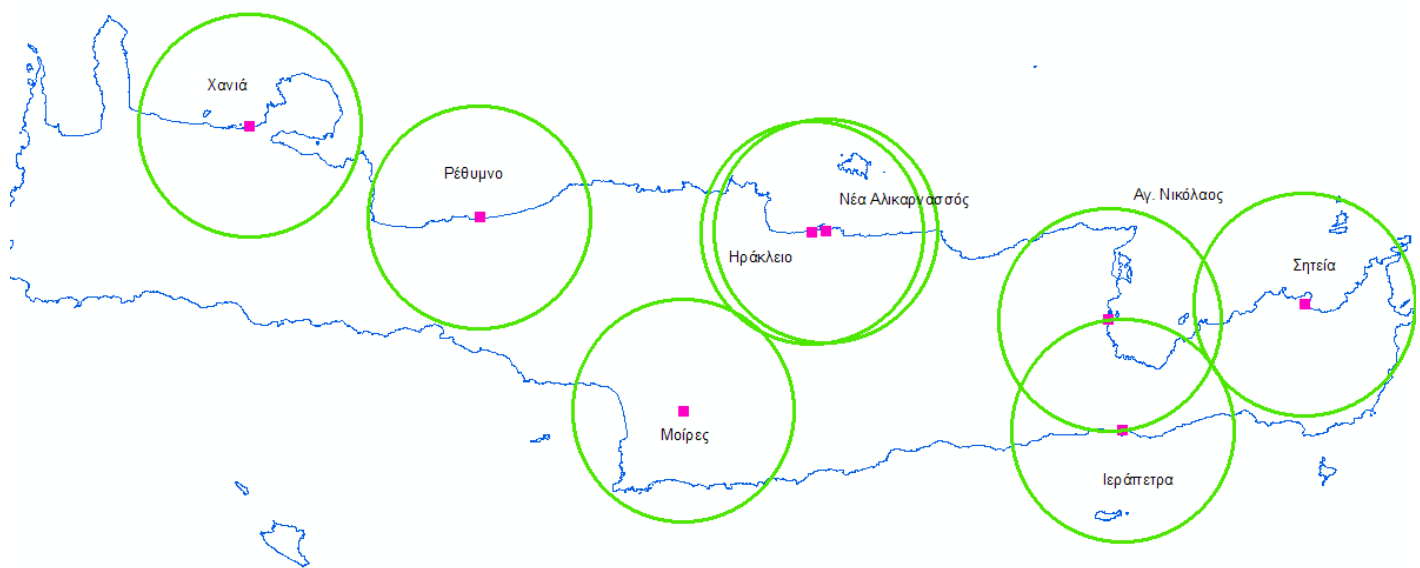 Χανιά
Ρέθυμνο
Νέα Αλικαρνασσός
Αγ. Νικόλαος
Ηράκλειο
Σητεία
Μοίρες
Ιεράπετρα